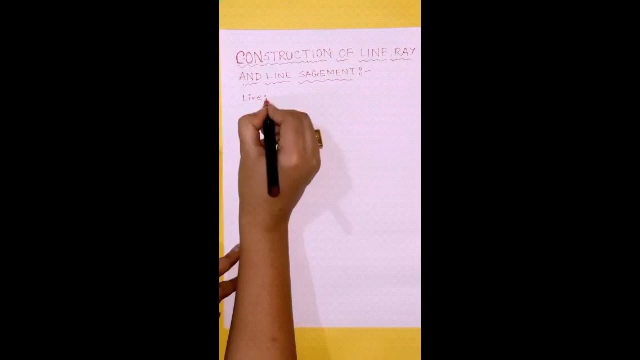 CONSTRUCTION OF LINE, RAY
AND LINE SAGEMENT:-
Line: